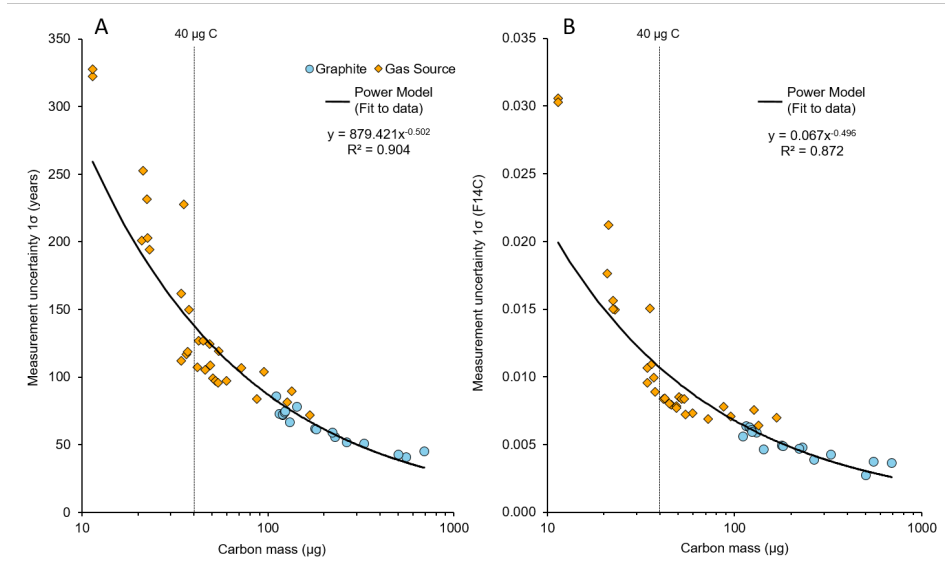 A
40 µg C
Graphite Gas Source
Power Model
(Fit to data)
y = 879.421x-0.502
R² = 0.904
Measurement uncertainty 1σ (years)
350
300
250
200
150
100
50
0
10
100
1000
Carbon mass (µg)
B
40 µg C
Power Model
(Fit to data)
y = 0.067x-0.496
R² = 0.872
Measurement uncertainty 1σ (F14C)
0.035
0.030
0.025
0.020
0.015
0.010
0.005
0.000
10
100
1000
Carbon mass (µg)